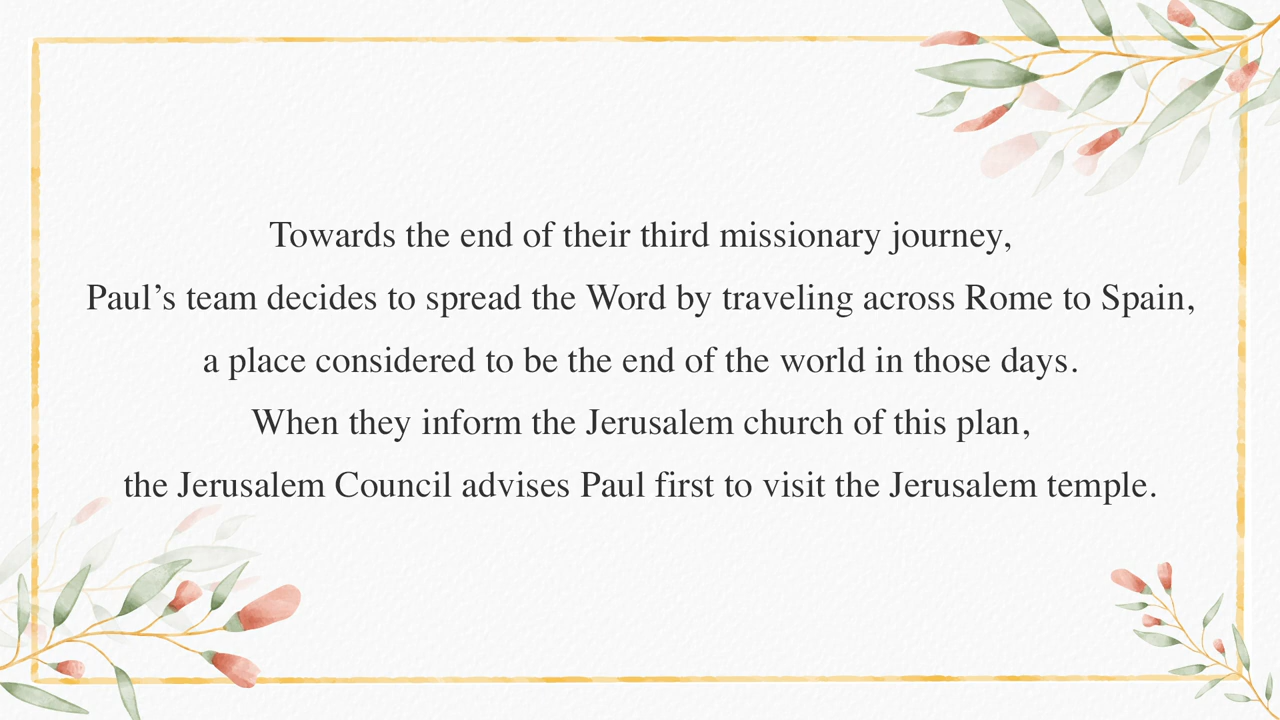 Towards the end of their third missionary journey,
Paul’s team decides to spread the Word by traveling across Rome to Spain,
a place considered to be the end of the world in those days.
When they inform the Jerusalem church of this plan,
the Jerusalem Council advises Paul first to visit the Jerusalem temple.